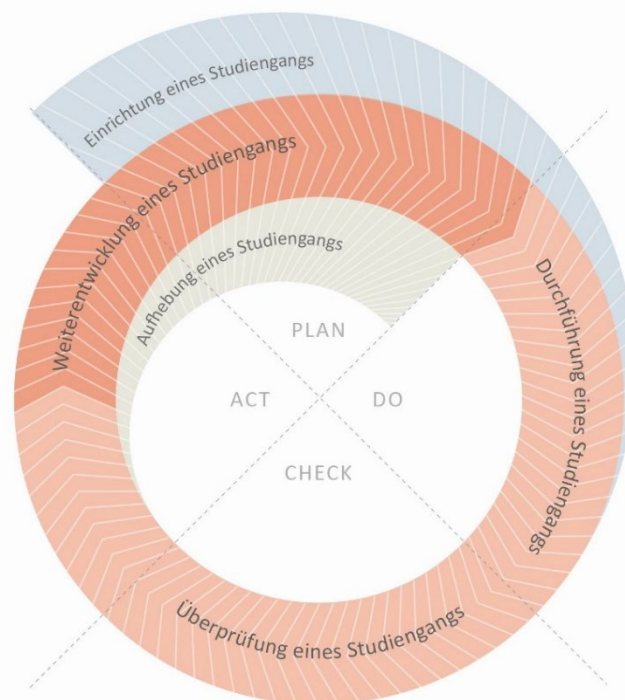 Einrichtung eines Studiengangs
Weiterentwicklung eines Studiengangs
Aufhebung eines Studiengangs
PLAN
ACT
DO
CHECK
Durchführung eines Studiengangs
Überprüfung eines Studiengangs